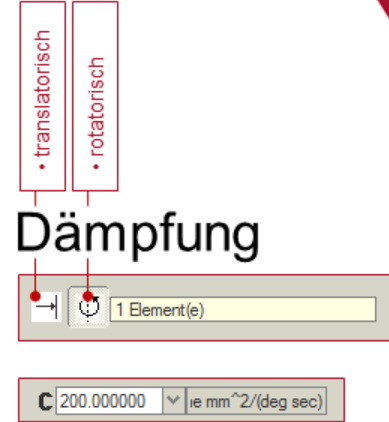 • translatorisch
• rotatorisch
Dämpfung
1 Element(e)
C 200.000000 mm^2/(deg sec)